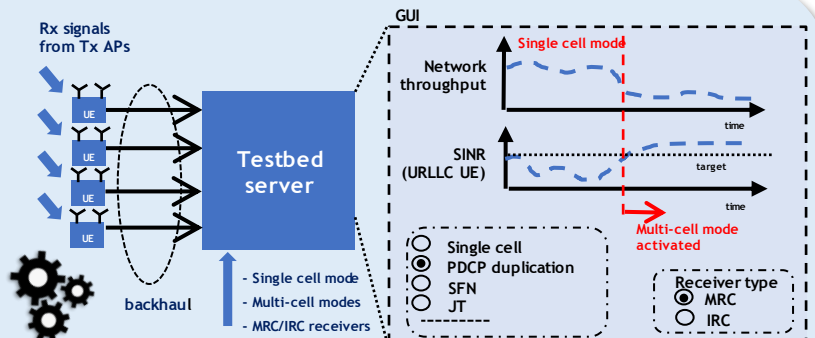 Rx signals
from Tx APs
UE
UE
UE
UE
backhaul
Testbed
server
- Single cell mode
- Multi-cell modes
- MRC/IRC receivers
GUI
Single cell mode
Network
throughput
time
SINR
(URLLC UE)
target
time
Multi-cell mode
activated
Single cell
PDCP duplication
SFN
JT
Receiver type
MRC
IRC